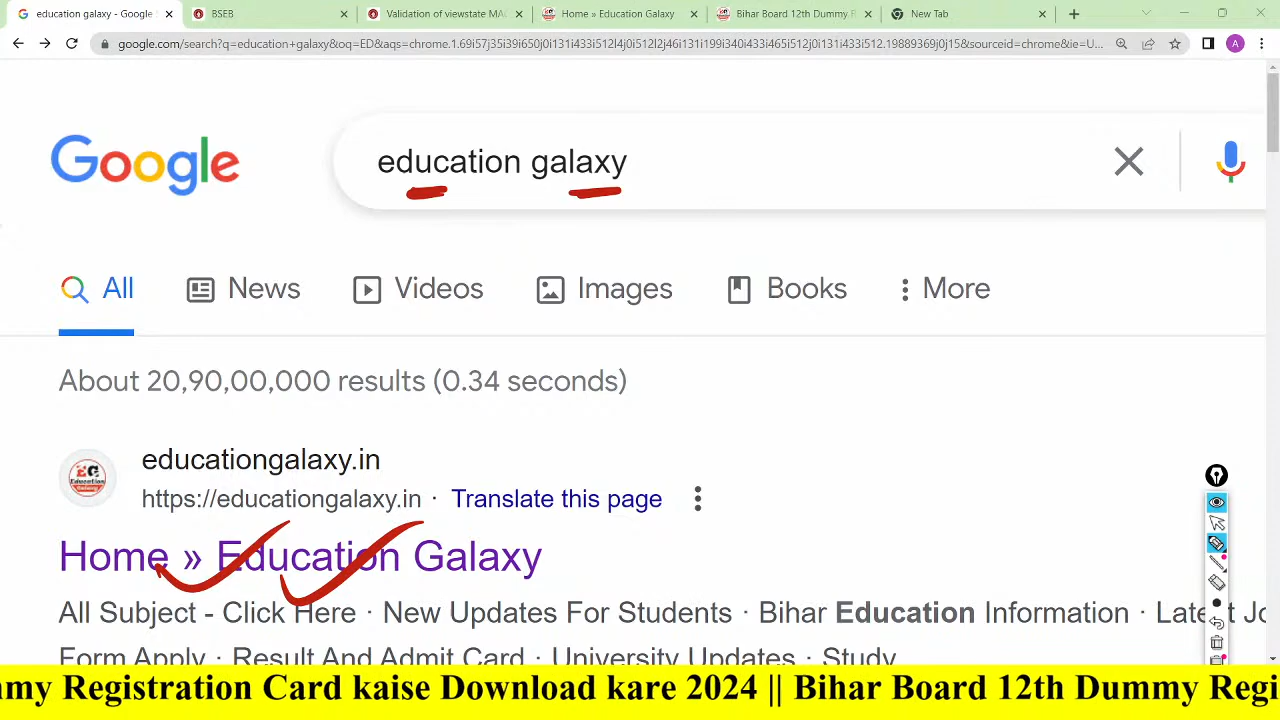 education galaxy - Google
BSEB
Validation of viewstate MA
Home » Education Galaxy
Bihar Board 12th Dummy R
New Tab
google.com/search?q=education+galaxy&oq=ED&aqs=chrome.1.69i57j35i39i650j0i131i433i512l4j0i512l2j46i131i199i340i433i465i512j0i131i433i512.19889369j0j15&sourceid=chrome&ie=U...
A
Google
education galaxy
All
News
Videos
Images
Books
More
About 20,90,00,000 results (0.34 seconds)
educationgalaxy.in
https://educationgalaxy.in · Translate this page
Home » Education Galaxy
All Subject - Click Here · New Updates For Students · Bihar Education Information · Latest Jo
Form Apply · Result And Admit Card · University Updates · Study
mmy Registration Card kaise Download kare 2024 || Bihar Board 12th Dummy Regi